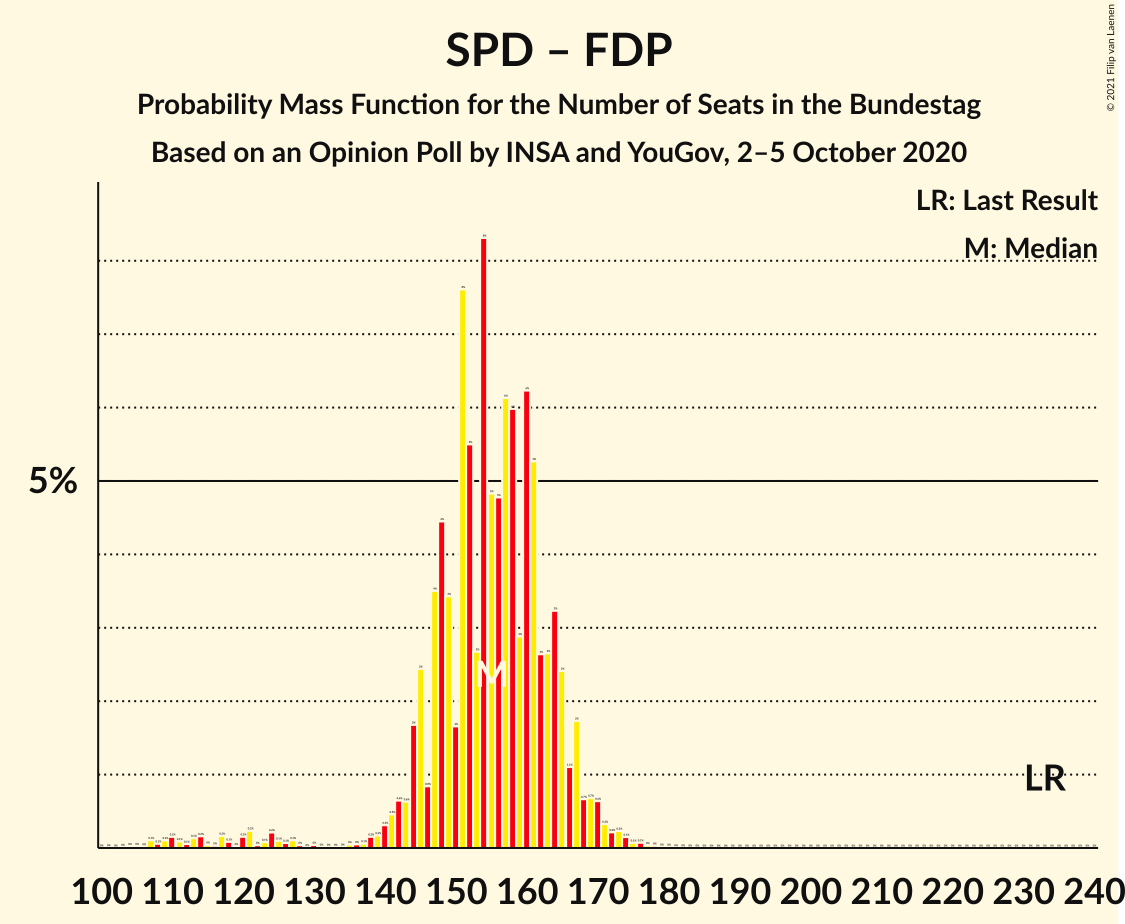 SPD – FDP
Probability Mass Function for the Number of Seats in the Bundestag
Based on an Opinion Poll by INSA and YouGov, 2–5 October 2020
© 2021 Filip van Laenen
LR: Last Result
M: Median
5%
M
LR
100 110 120 130 140 150 160 170 180 190 200 210 220 230 240